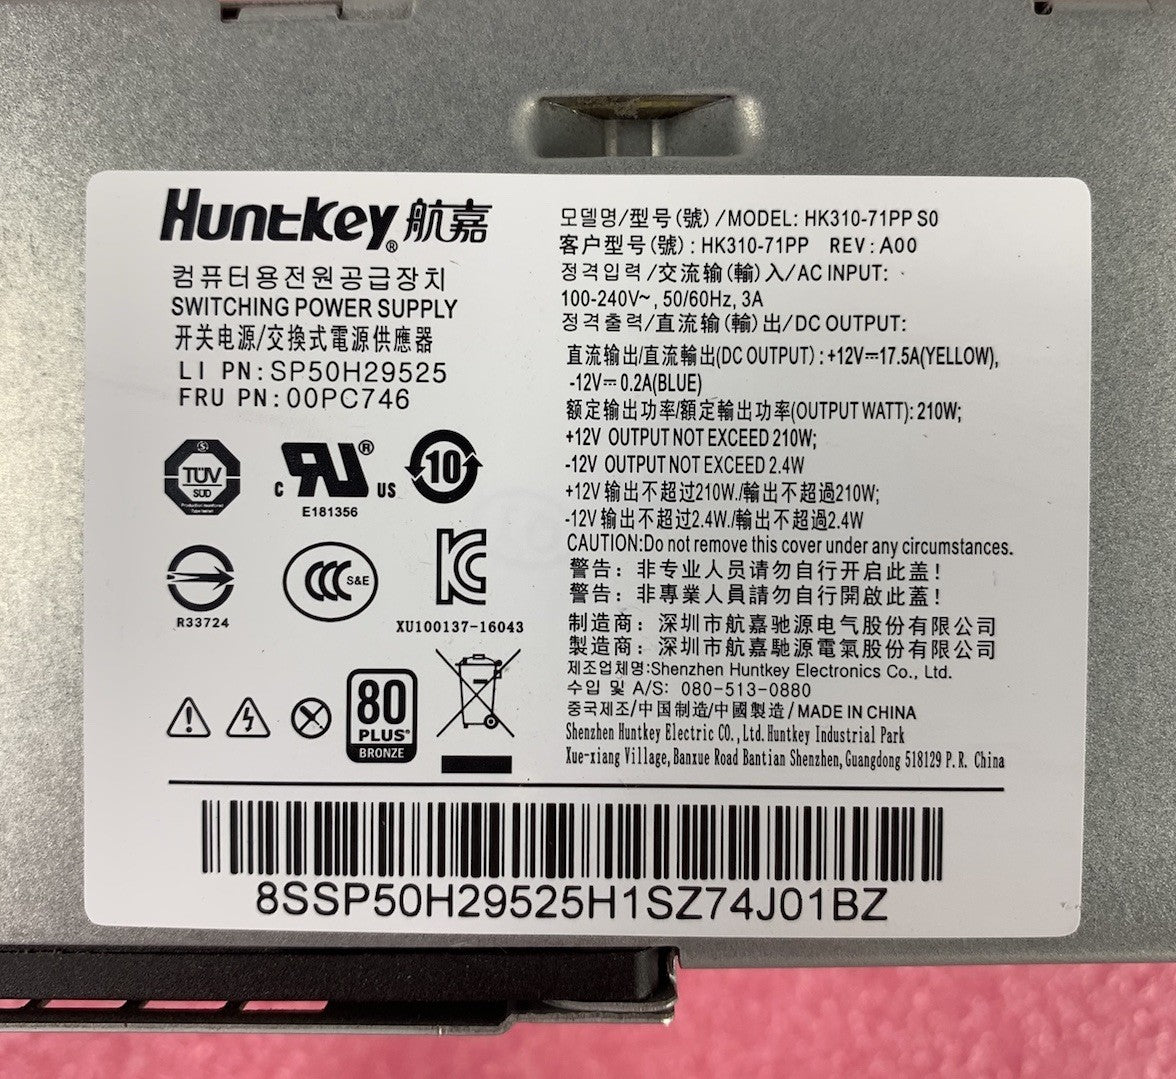 Huntkey® 航嘉
컴퓨터용전원공급장치
SWITCHING POWER SUPPLY
开关电源/交換式電源供應器
LI PN:SP50H29525
FRU PN:00PC746
TÜV
SÜD
Production monitored
Type tested
c RU ® US
E181356
10
R33724
CCC S&E
KC
XU100137-16043
80
PLUS®
BRONZE
모델명/型号(號)/MODEL: HK310-71PP S0
客户型号(號): HK310-71PP REV: A00
정격입력/交流输(輸)入/AC INPUT:
100-240V~, 50/60Hz, 3A
정격출력/直流输(輸)出/DC OUTPUT:
直流输出/直流輸出(DC OUTPUT): +12V⎓17.5A(YELLOW),
-12V⎓0.2A(BLUE)
额定输出功率/額定輸出功率(OUTPUT WATT): 210W;
+12V OUTPUT NOT EXCEED 210W;
-12V OUTPUT NOT EXCEED 2.4W
+12V 输出不超过210W./輸出不超過210W;
-12V 输出不超过2.4W./輸出不超過2.4W
CAUTION:Do not remove this cover under any circumstances.
警告：非专业人员请勿自行开启此盖！
警告：非專業人員請勿自行開啟此蓋！
制造商：深圳市航嘉驰源电气股份有限公司
製造商：深圳市航嘉馳源電氣股份有限公司
제조업체명:Shenzhen Huntkey Electronics Co., Ltd.
수입 및 A/S: 080-513-0880
중국제조/中国制造/中國製造/MADE IN CHINA
Shenzhen Huntkey Electric CO., Ltd. Huntkey Industrial Park
Xue-xiang Village, Banxue Road Bantian Shenzhen, Guangdong 518129 P. R. China
8SSP50H29525H1SZ74J01BZ